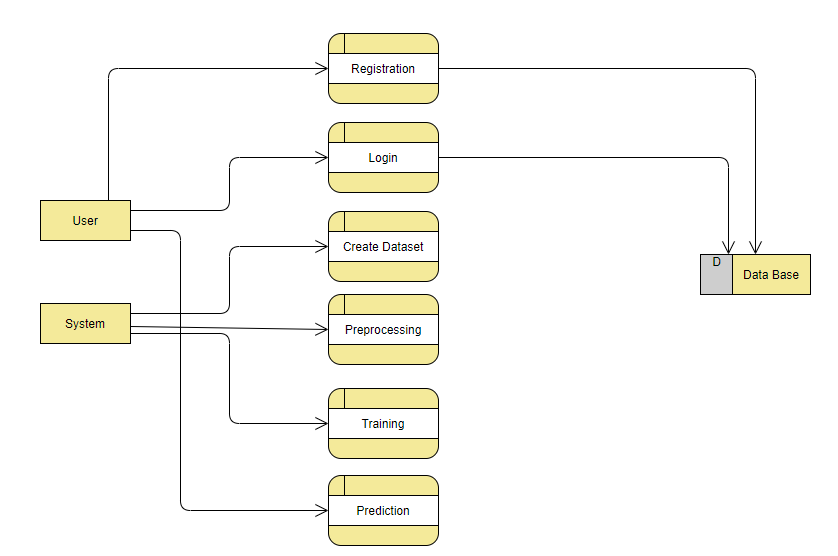 Registration
Login
User
Create Dataset
D
Data Base
System
Preprocessing
Training
Prediction